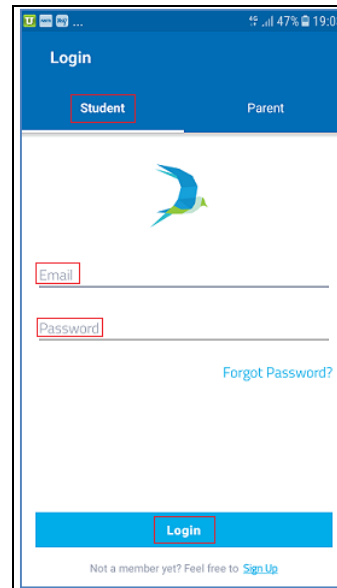 47% 19:0
Login
Student Parent
Email
Password
Forgot Password?
Login
Not a member yet? Feel free to Sign Up